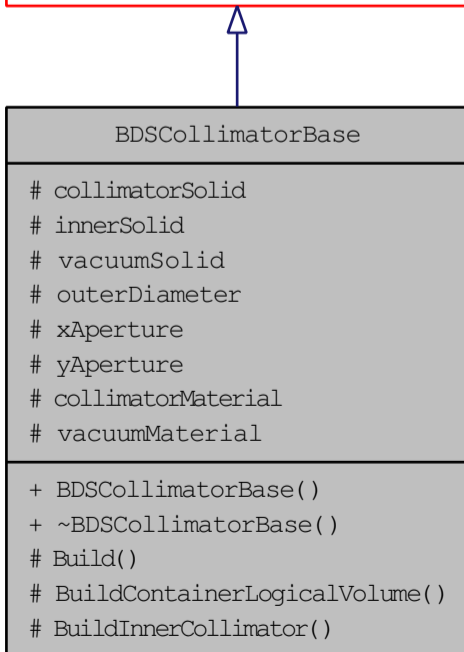 BDSCollimatorBase
# collimatorSolid
# innerSolid
# vacuumSolid
# outerDiameter
# xAperture
# yAperture
# collimatorMaterial
# vacuumMaterial
+ BDSCollimatorBase()
+ ~BDSCollimatorBase()
# Build()
# BuildContainerLogicalVolume()
# BuildInnerCollimator()